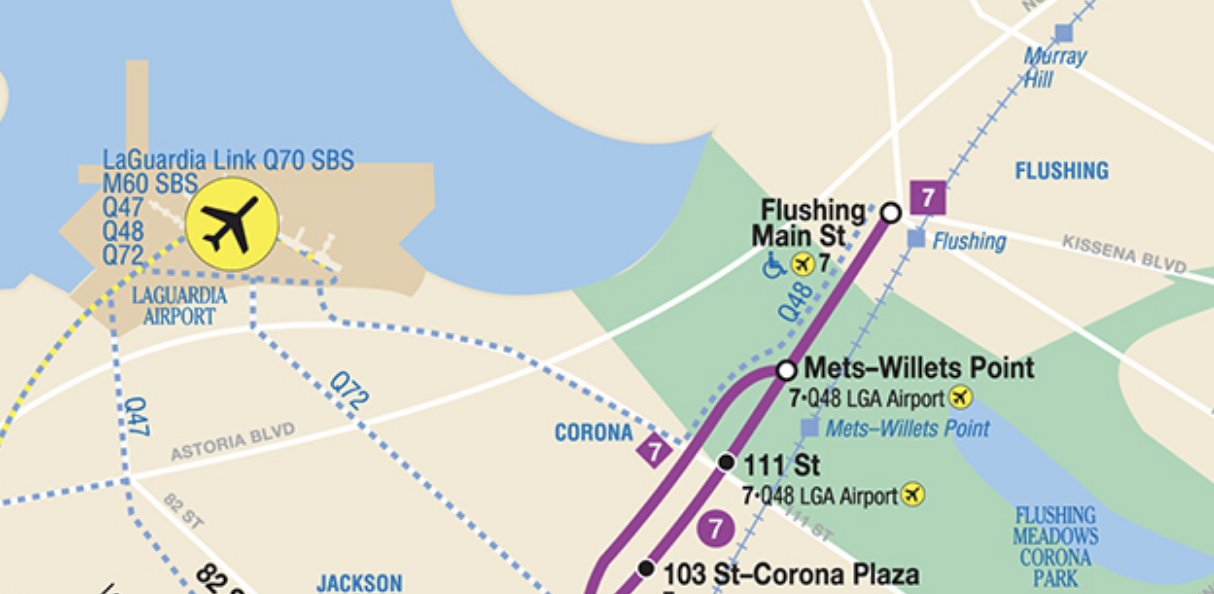 Murray
Hill
LaGuardia Link Q70 SBS
M60 SBS
Q47
Q48
Q72
LAGUARDIA
AIRPORT
FLUSHING
7
Flushing
Main St
7
Flushing
KISSENA BLVD
Q48
Mets–Willets Point
7•Q48 LGA Airport
Mets–Willets Point
Q72
Q47
ASTORIA BLVD
CORONA
7
111 St
7•Q48 LGA Airport
82 ST
111 ST
7
FLUSHING
MEADOWS
CORONA
PARK
103 St–Corona Plaza
JACKSON
82